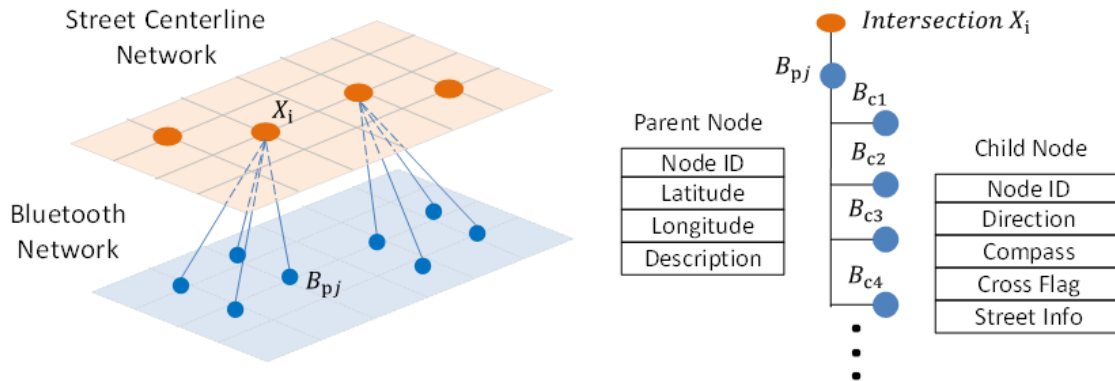 Street Centerline
Network
X_i
Bluetooth
Network
B_pj
Intersection X_i
B_pj
B_c1
B_c2
B_c3
B_c4
Parent Node
Node ID
Latitude
Longitude
Description
Child Node
Node ID
Direction
Compass
Cross Flag
Street Info